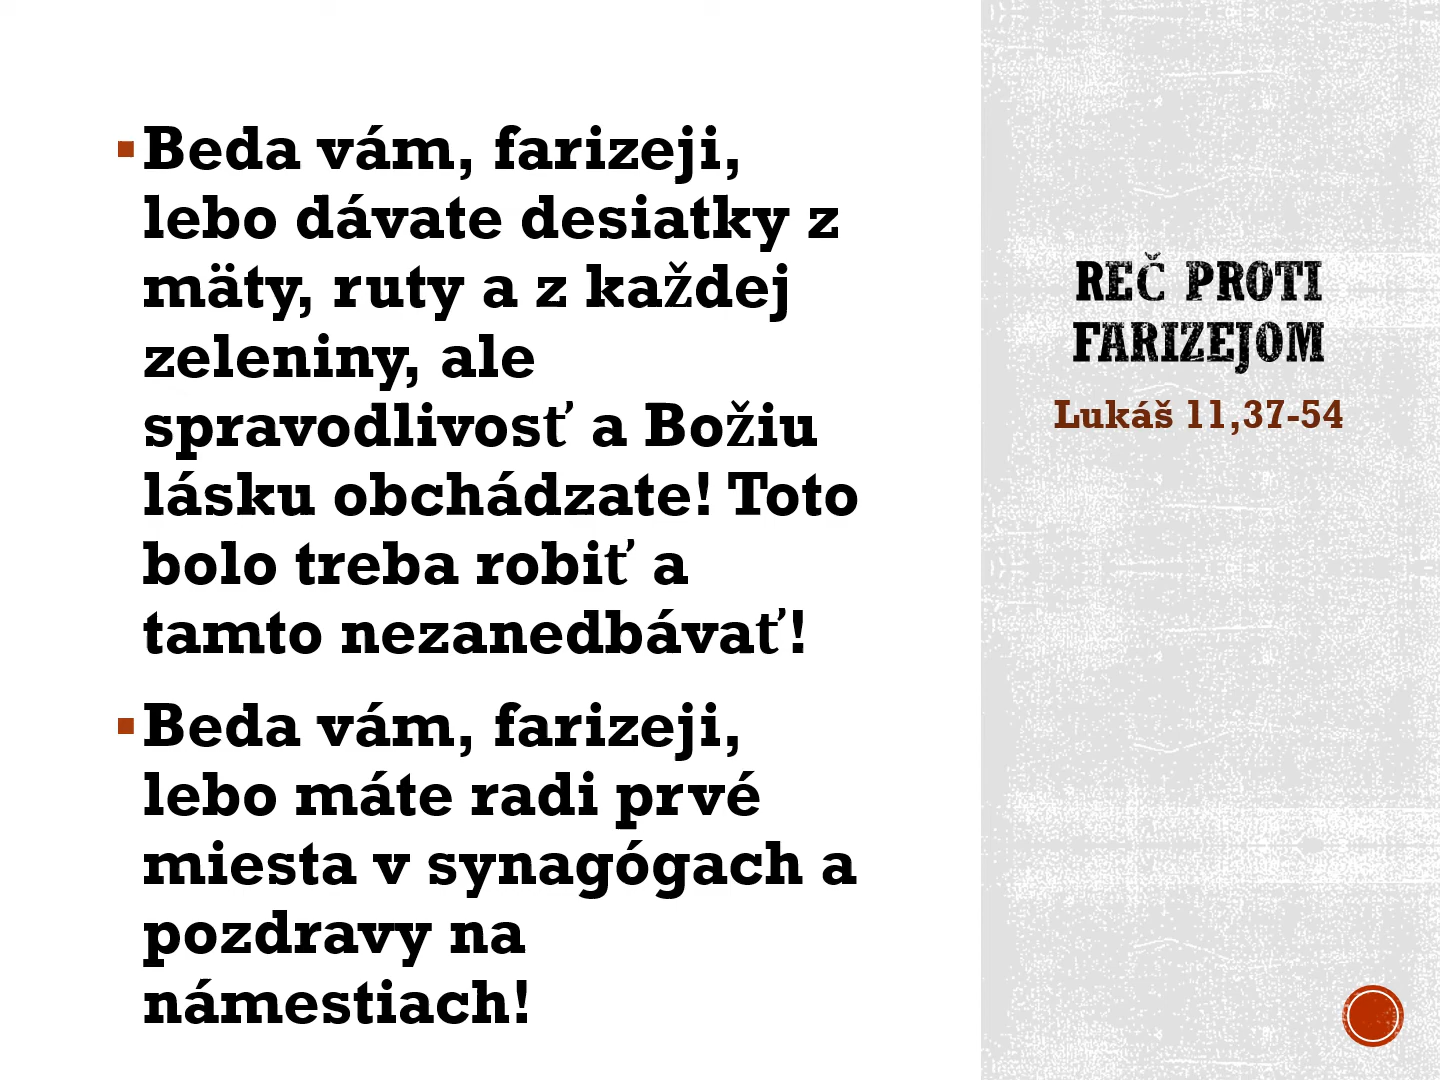 Beda vám, farizeji,
lebo dávate desiatky z
mäty, ruty a z každej
zeleniny, ale
spravodlivosť a Božiu
lásku obchádzate! Toto
bolo treba robiť a
tamto nezanedbávať!
Beda vám, farizeji,
lebo máte radi prvé
miesta v synagógach a
pozdravy na
námestiach!
REČ PROTI
FARIZEJOM
Lukáš 11,37-54